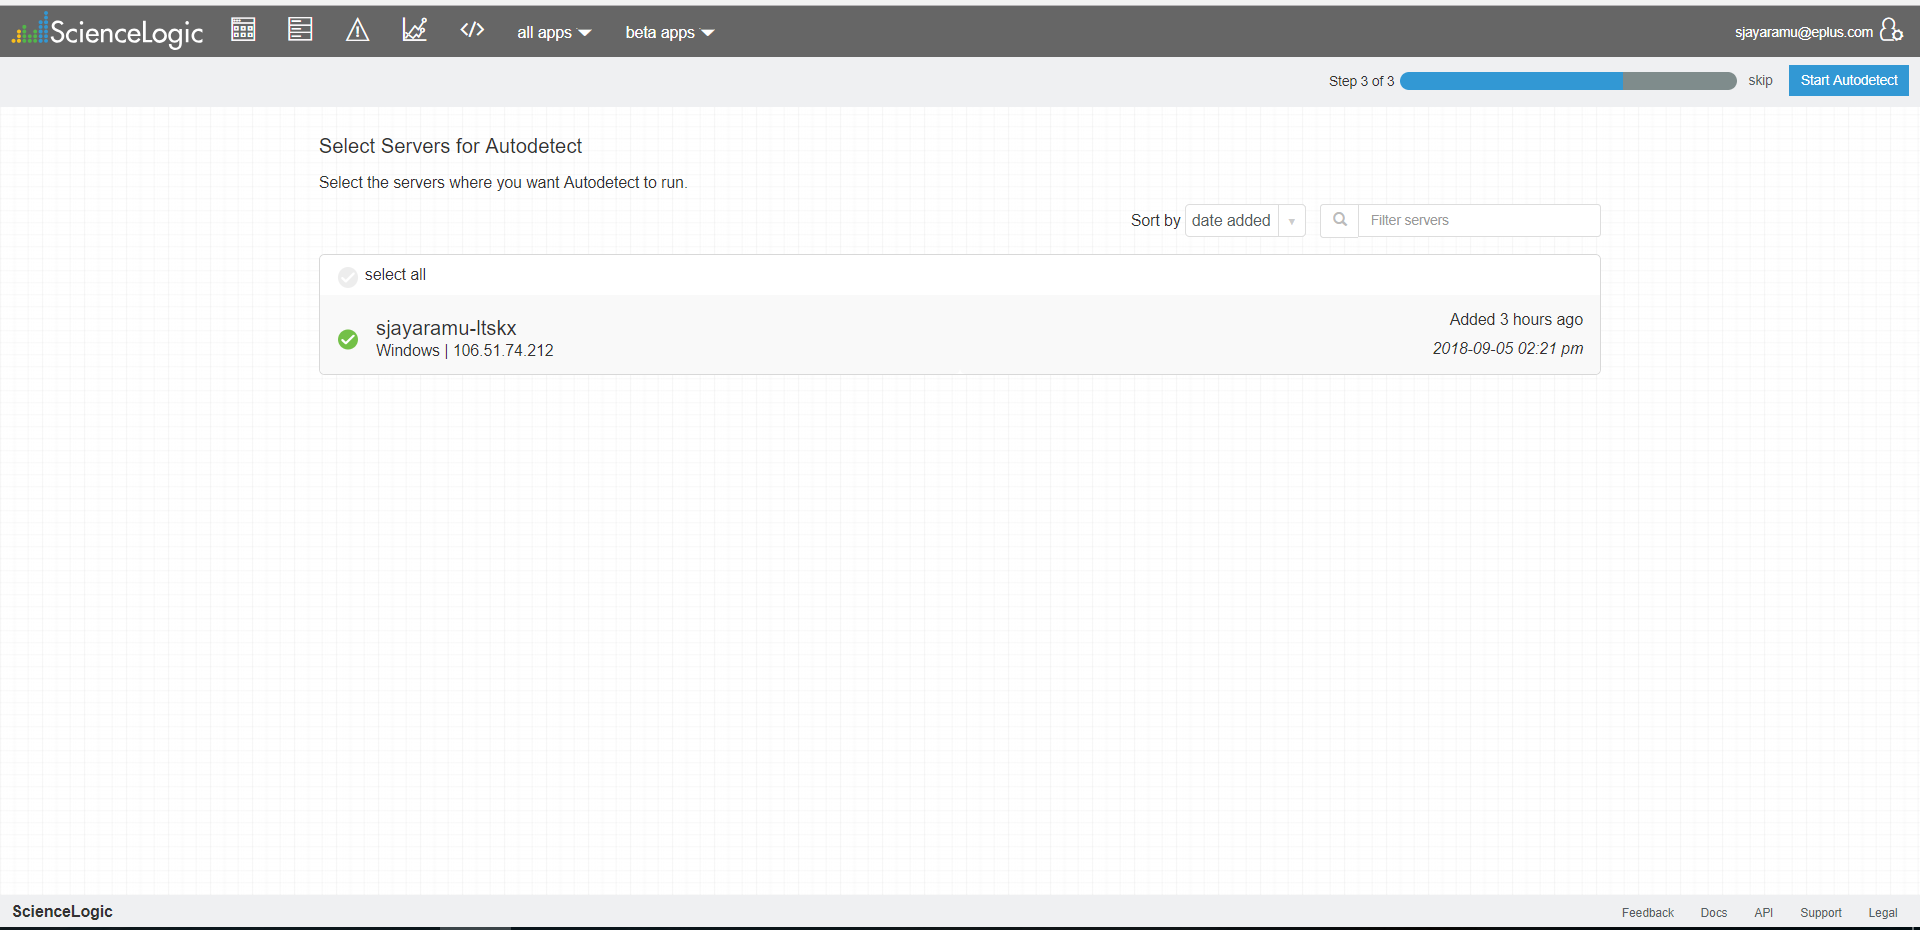 ScienceLogic
all apps
beta apps
sjayaramu@eplus.com
Step 3 of 3
skip
Start Autodetect
Select Servers for Autodetect
Select the servers where you want Autodetect to run.
Sort by date added
Filter servers
select all
sjayaramu-ltskx
Added 3 hours ago
Windows | 106.51.74.212
2018-09-05 02:21 pm
ScienceLogic
Feedback Docs API Support Legal